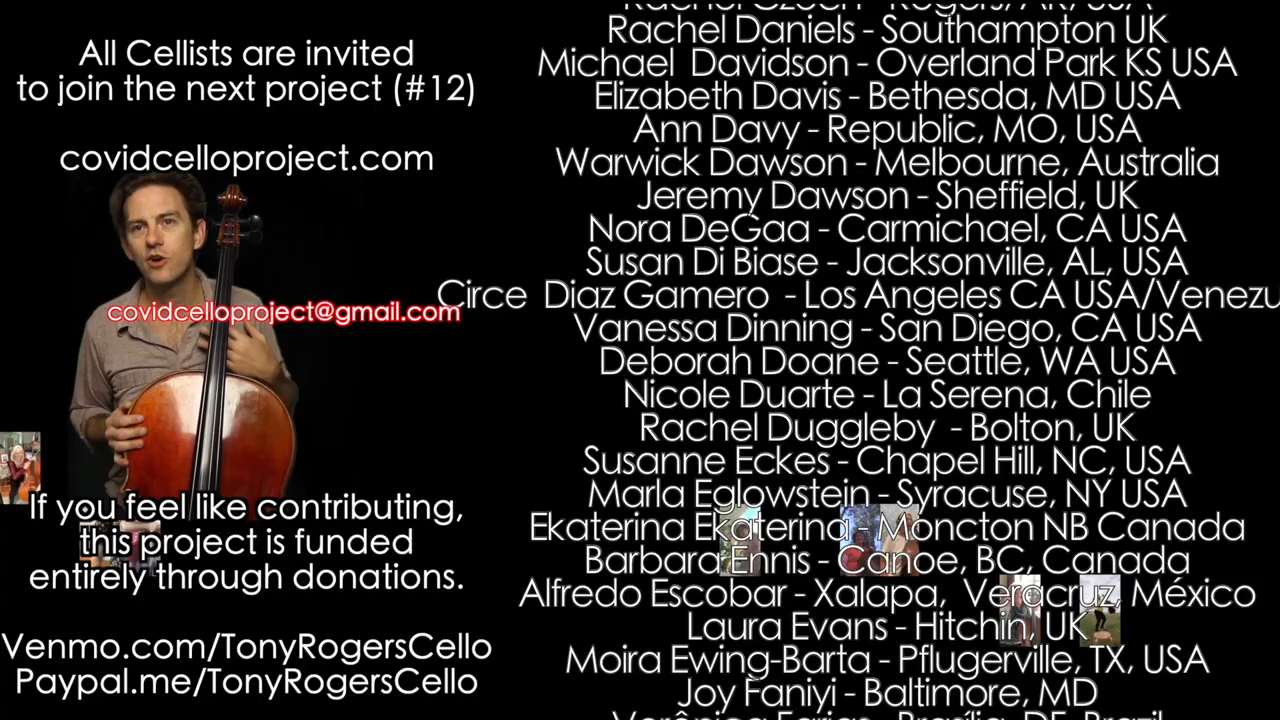 All Cellists are invited
to join the next project (#12)
covidcelloproject.com
covidcelloproject@gmail.com
If you feel like contributing,
this project is funded
entirely through donations.
Venmo.com/TonyRogersCello
Paypal.me/TonyRogersCello
Rachel Daniels - Southampton UK
Michael Davidson - Overland Park KS USA
Elizabeth Davis - Bethesda, MD USA
Ann Davy - Republic, MO, USA
Warwick Dawson - Melbourne, Australia
Jeremy Dawson - Sheffield, UK
Nora DeGaa - Carmichael, CA USA
Susan Di Biase - Jacksonville, AL, USA
Circe Diaz Gamero - Los Angeles CA USA/Venezu
Vanessa Dinning - San Diego, CA USA
Deborah Doane - Seattle, WA USA
Nicole Duarte - La Serena, Chile
Rachel Duggleby - Bolton, UK
Susanne Eckes - Chapel Hill, NC, USA
Marla Eglowstein - Syracuse, NY USA
Ekaterina Ekaterina - Moncton NB Canada
Barbara Ennis - Canoe, BC, Canada
Alfredo Escobar - Xalapa, Veracruz, México
Laura Evans - Hitchin, UK
Moira Ewing-Barta - Pflugerville, TX, USA
Joy Faniyi - Baltimore, MD